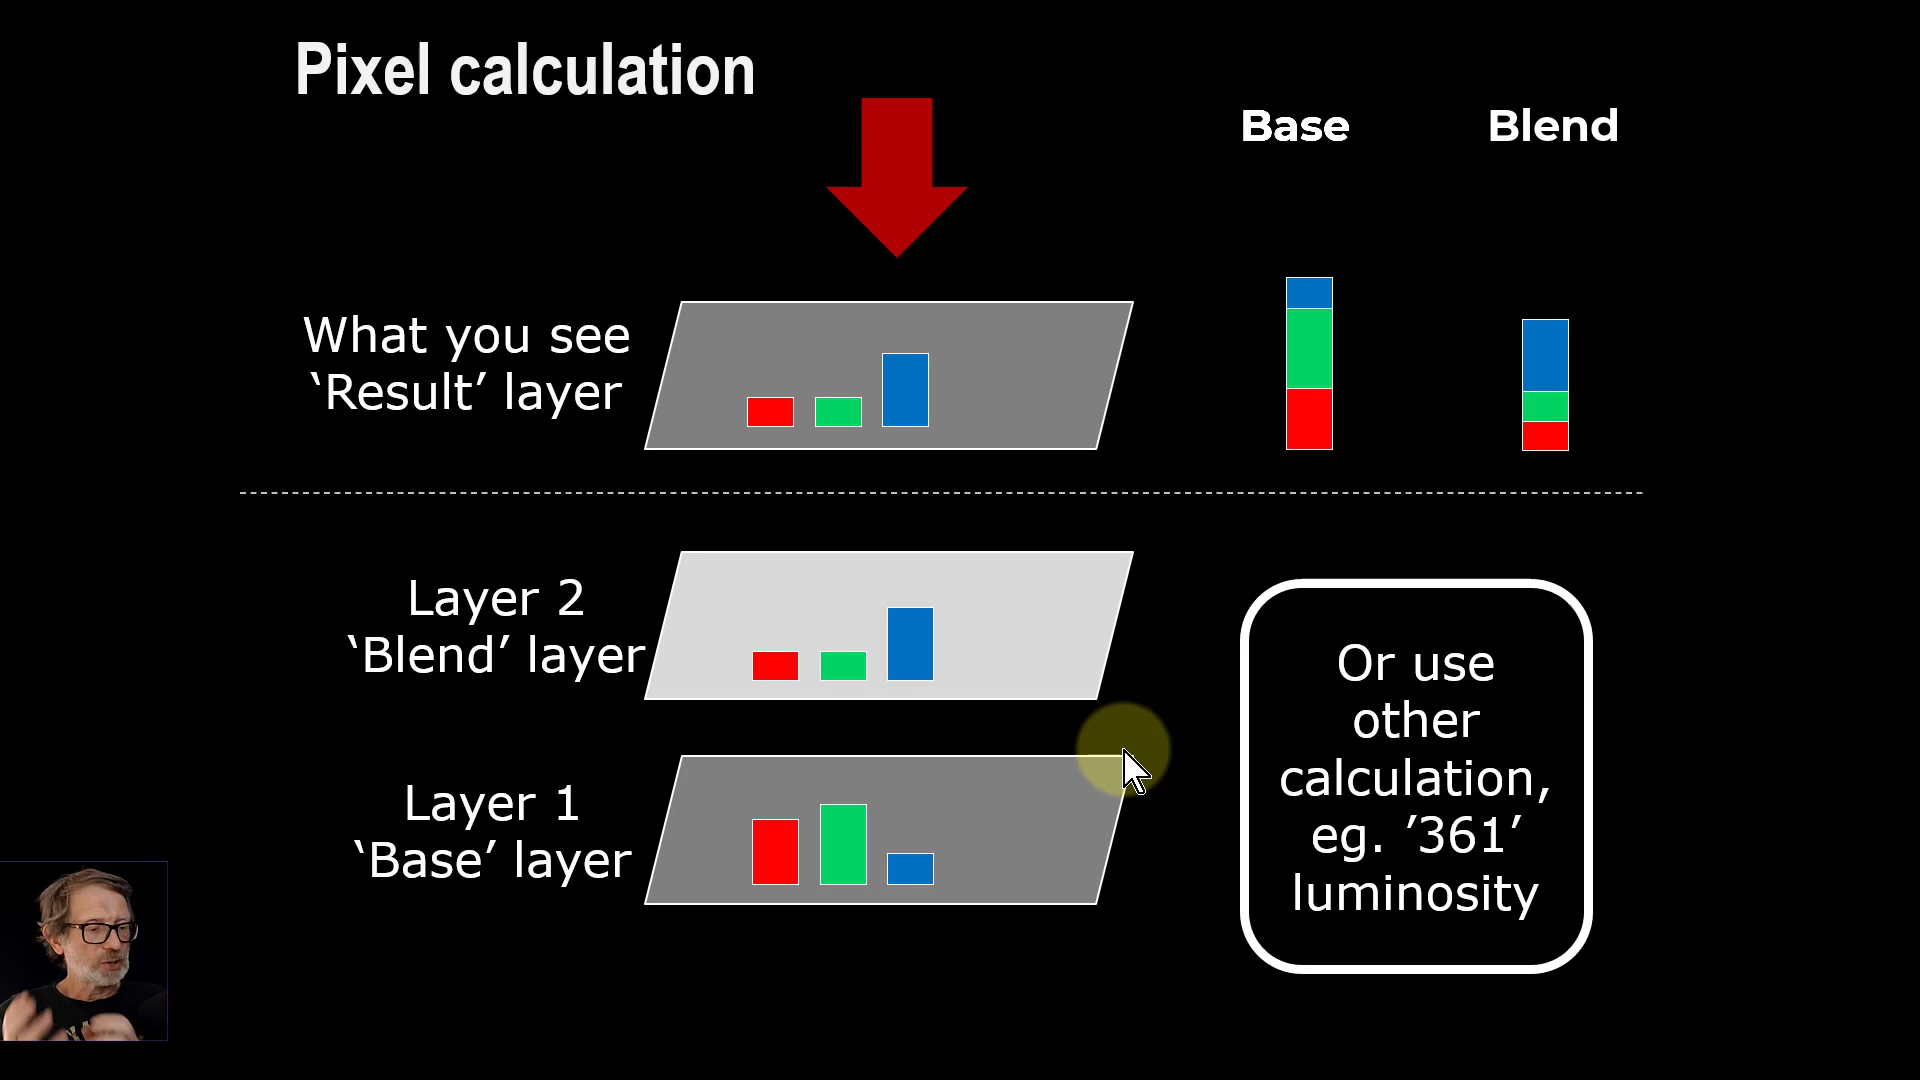 Pixel calculation
Base
Blend
What you see
‘Result’ layer
Layer 2
‘Blend’ layer
Layer 1
‘Base’ layer
Or use
other
calculation,
eg. ’361’
luminosity